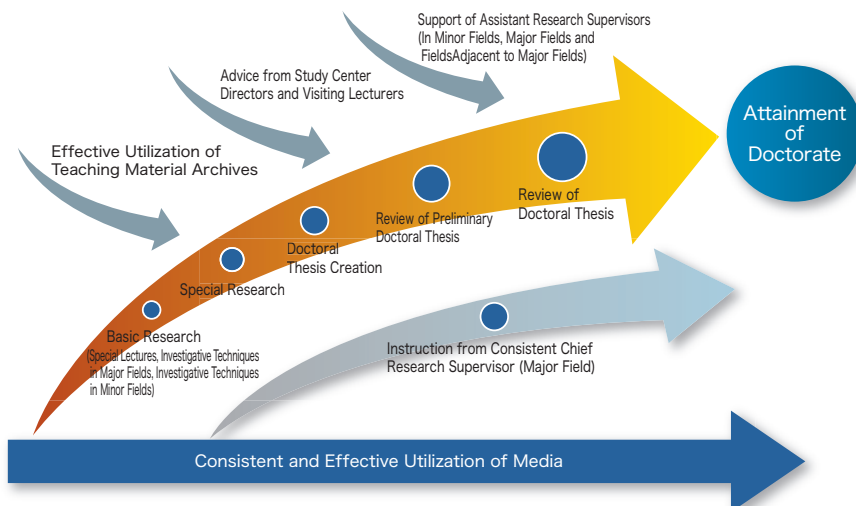 Support of Assistant Research Supervisors
(In Minor Fields, Major Fields and
FieldsAdjacent to Major Fields)
Advice from Study Center
Directors and Visiting Lecturers
Effective Utilization of
Teaching Material Archives
Attainment
of
Doctorate
Review of
Doctoral Thesis
Review of Preliminary
Doctoral Thesis
Doctoral
Thesis Creation
Special Research
Basic Research
(Special Lectures, Investigative Techniques
in Major Fields, Investigative Techniques
in Minor Fields)
Instruction from Consistent Chief
Research Supervisor (Major Field)
Consistent and Effective Utilization of Media